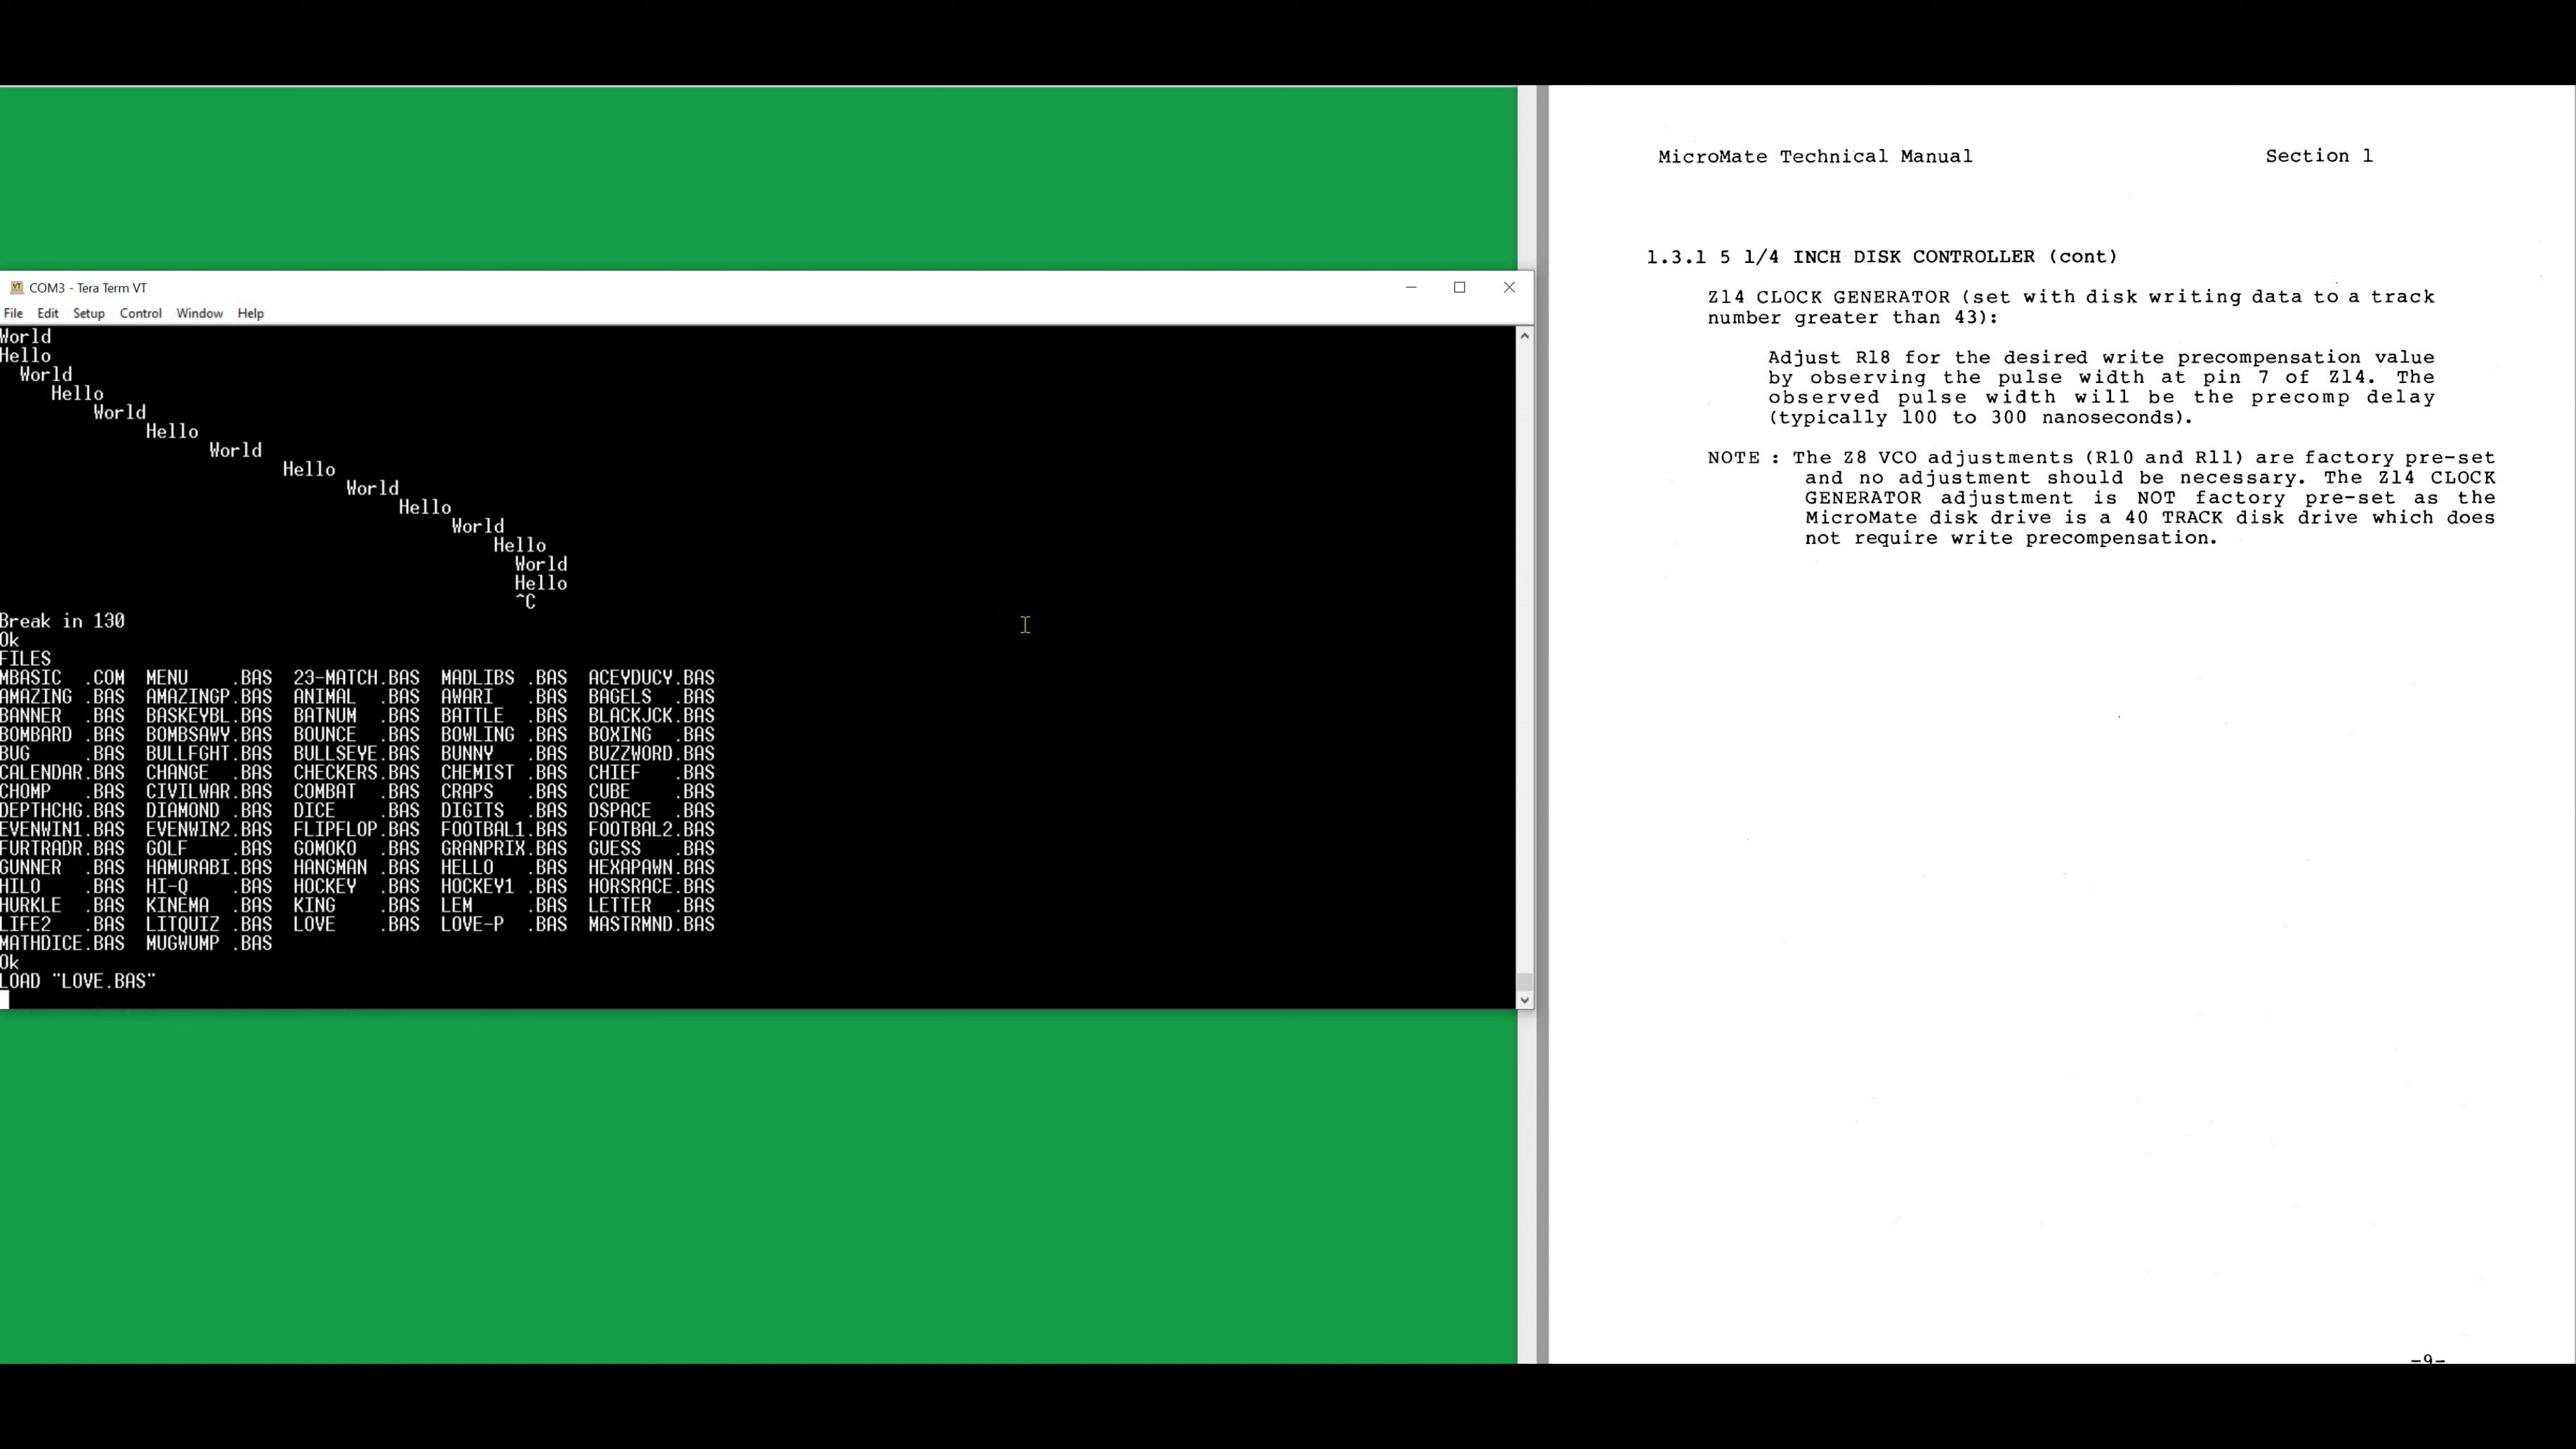 COM3 - Tera Term VT
File Edit Setup Control Window Help
World
Hello
World
Hello
World
Hello
World
Hello
World
Hello
World
Hello
World
Hello
^C
Break in 130
Ok
FILES
MBASIC .COM MENU .BAS 23-MATCH.BAS MADLIBS .BAS ACEYDUCY.BAS
AMAZING .BAS AMAZINGP.BAS ANIMAL .BAS AWARI .BAS BAGELS .BAS
BANNER .BAS BASKEYBL.BAS BATNUM .BAS BATTLE .BAS BLACKJCK.BAS
BOMBARD .BAS BOMBSAWY.BAS BOUNCE .BAS BOWLING .BAS BOXING .BAS
BUG .BAS BULLFGHT.BAS BULLSEYE.BAS BUNNY .BAS BUZZWORD.BAS
CALENDAR.BAS CHANGE .BAS CHECKERS.BAS CHEMIST .BAS CHIEF .BAS
CHOMP .BAS CIVILWAR.BAS COMBAT .BAS CRAPS .BAS CUBE .BAS
DEPTHCHG.BAS DIAMOND .BAS DICE .BAS DIGITS .BAS DSPACE .BAS
EVENWIN1.BAS EVENWIN2.BAS FLIPFLOP.BAS FOOTBAL1.BAS FOOTBAL2.BAS
FURTRADR.BAS GOLF .BAS GOMOKO .BAS GRANPRIX.BAS GUESS .BAS
GUNNER .BAS HAMURABI.BAS HANGMAN .BAS HELLO .BAS HEXAPAWN.BAS
HILO .BAS HI-Q .BAS HOCKEY .BAS HOCKEY1 .BAS HORSRACE.BAS
HURKLE .BAS KINEMA .BAS KING .BAS LEM .BAS LETTER .BAS
LIFE2 .BAS LITQUIZ .BAS LOVE .BAS LOVE-P .BAS MASTRMND.BAS
MATHDICE.BAS MUGWUMP .BAS
Ok
LOAD "LOVE.BAS"
MicroMate Technical Manual Section 1
1.3.1 5 1/4 INCH DISK CONTROLLER (cont)
Z14 CLOCK GENERATOR (set with disk writing data to a track
number greater than 43):
Adjust R18 for the desired write precompensation value
by observing the pulse width at pin 7 of Z14. The
observed pulse width will be the precomp delay
(typically 100 to 300 nanoseconds).
NOTE : The Z8 VCO adjustments (R10 and R11) are factory pre-set
and no adjustment should be necessary. The Z14 CLOCK
GENERATOR adjustment is NOT factory pre-set as the
MicroMate disk drive is a 40 TRACK disk drive which does
not require write precompensation.
-9-